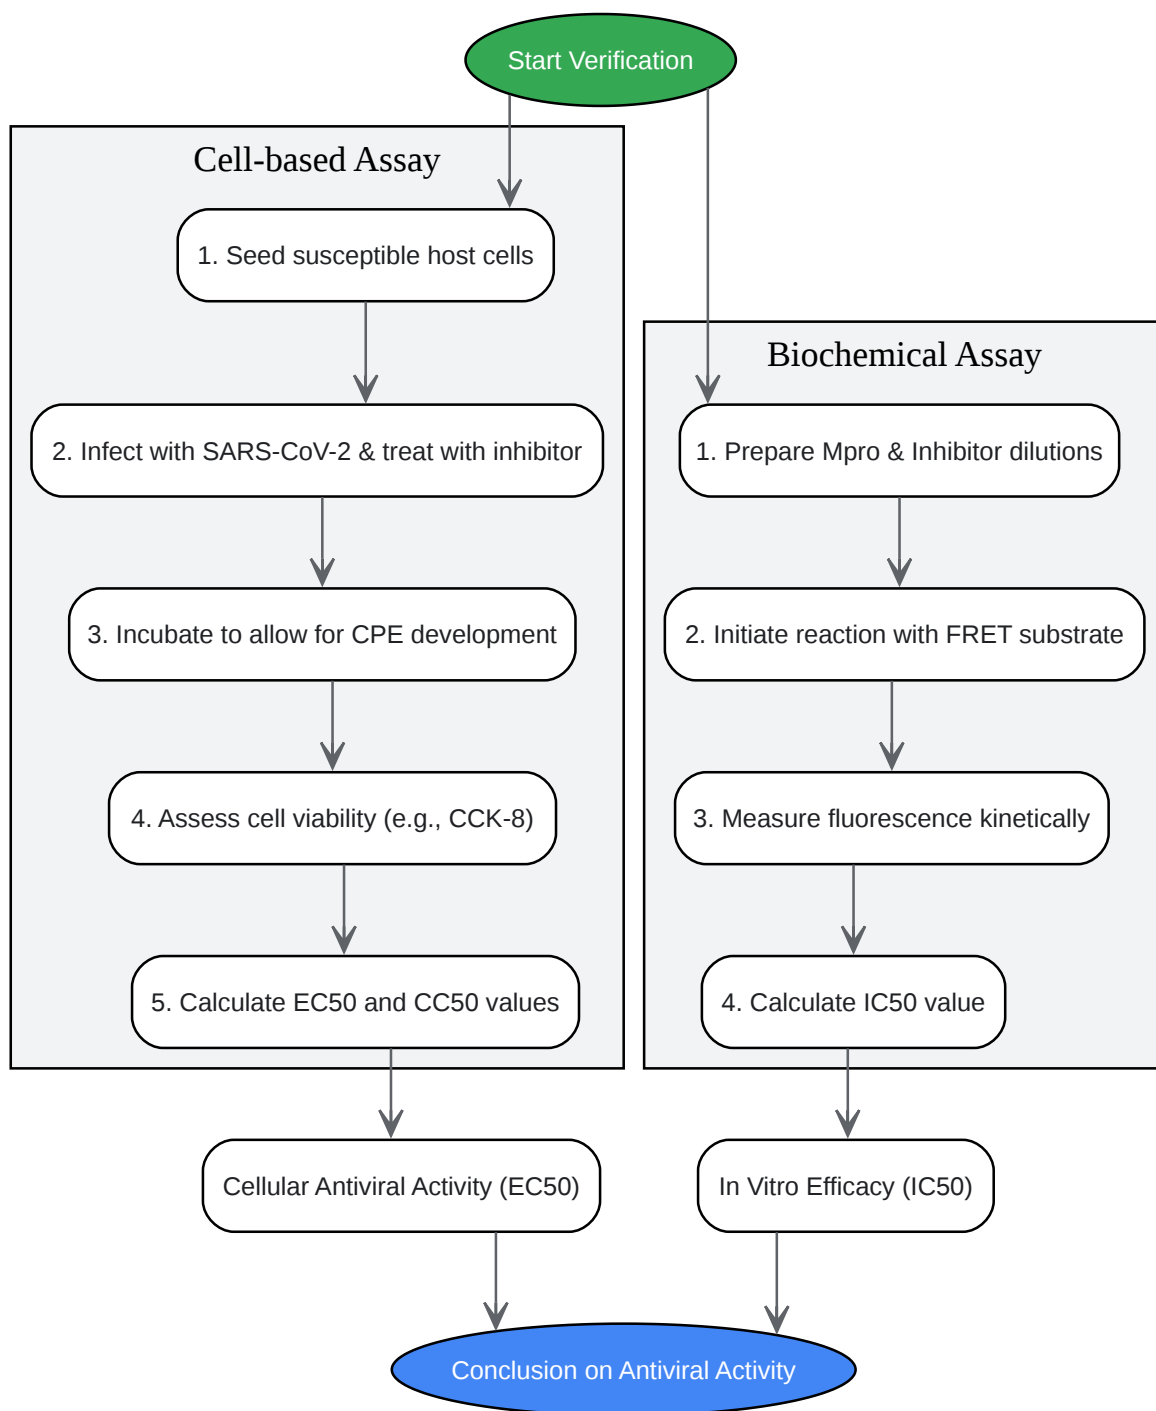 Start Verification
Cell-based Assay
1. Seed susceptible host cells
2. Infect with SARS-CoV-2 & treat with inhibitor
3. Incubate to allow for CPE development
4. Assess cell viability (e.g., CCK-8)
5. Calculate EC50 and CC50 values
Biochemical Assay
1. Prepare Mpro & Inhibitor dilutions
2. Initiate reaction with FRET substrate
3. Measure fluorescence kinetically
4. Calculate IC50 value
Cellular Antiviral Activity (EC50)
In Vitro Efficacy (IC50)
Conclusion on Antiviral Activity